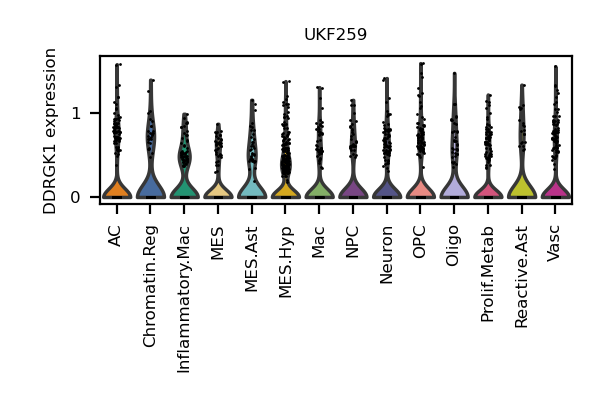 UKF259
DDRGK1 expression
1
0
AC
Chromatin.Reg
Inflammatory.Mac
MES
MES.Ast
MES.Hyp
Mac
NPC
Neuron
OPC
Oligo
Prolif.Metab
Reactive.Ast
Vasc